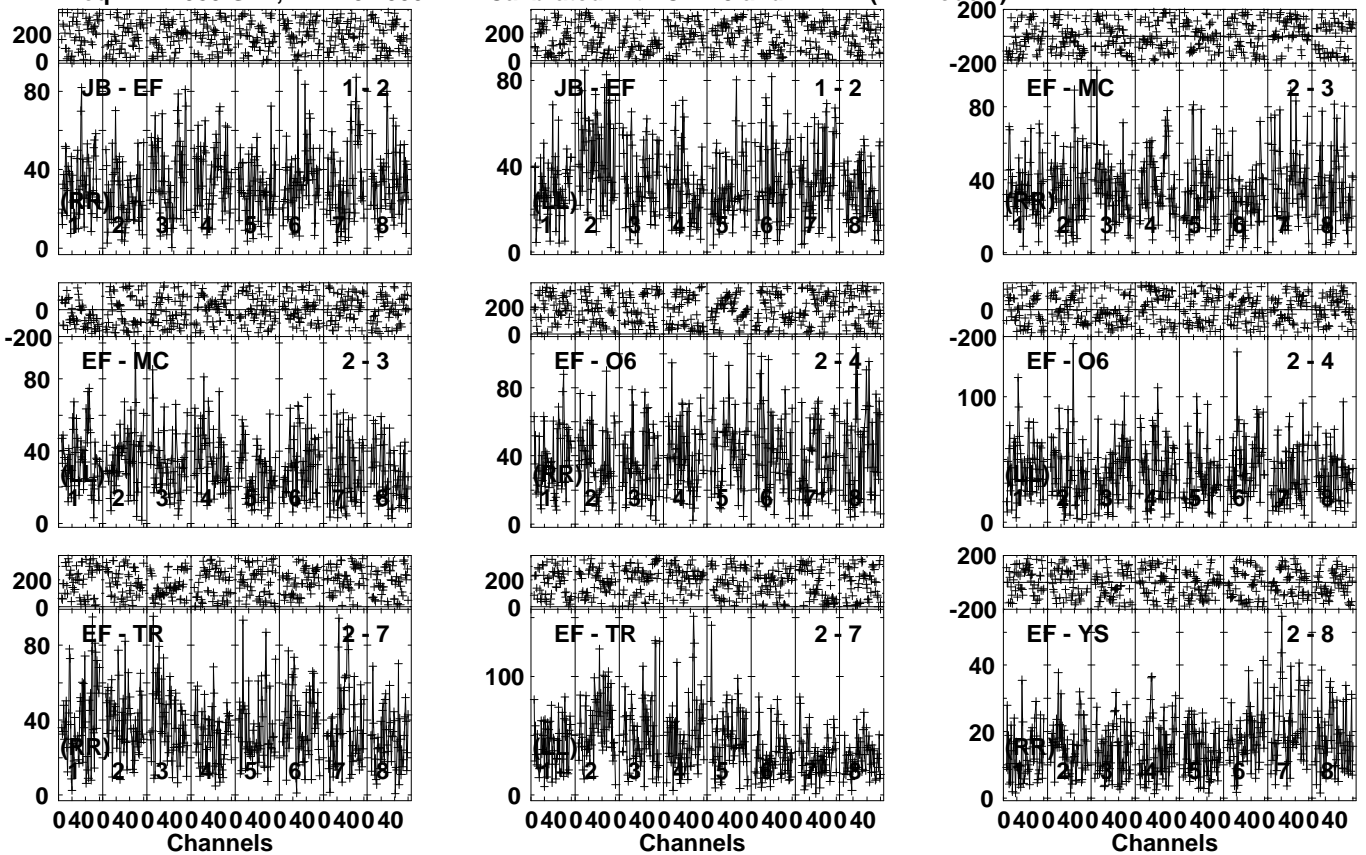 200 0 200 0 200 -200
80 40 0 JB - EF 1 - 2 (RR) 1 2 3 4 5 6 7 8
80 40 0 JB - EF 1 - 2 (LL) 1 2 3 4 5 6 7 8
80 40 0 EF - MC 2 - 3 (RR) 1 2 3 4 5 6 7 8
0 -200 200 0 0 -200
80 40 0 EF - MC 2 - 3 (LL) 1 2 3 4 5 6 7 8
80 40 0 EF - O6 2 - 4 (RR) 1 2 3 4 5 6 7 8
100 0 EF - O6 2 - 4 (LL) 1 2 3 4 5 6 7 8
200 0 200 0 200 -200
80 40 0 EF - TR 2 - 7 (RR) 1 2 3 4 5 6 7 8
100 0 EF - TR 2 - 7 (LL) 1 2 3 4 5 6 7 8
40 20 0 EF - YS 2 - 8 (RR) 1 2 3 4 5 6 7 8
0 40 0 40 0 40 0 40 0 40 0 40 0 40 0 40
0 40 0 40 0 40 0 40 0 40 0 40 0 40 0 40
0 40 0 40 0 40 0 40 0 40 0 40 0 40 0 40
Channels Channels Channels